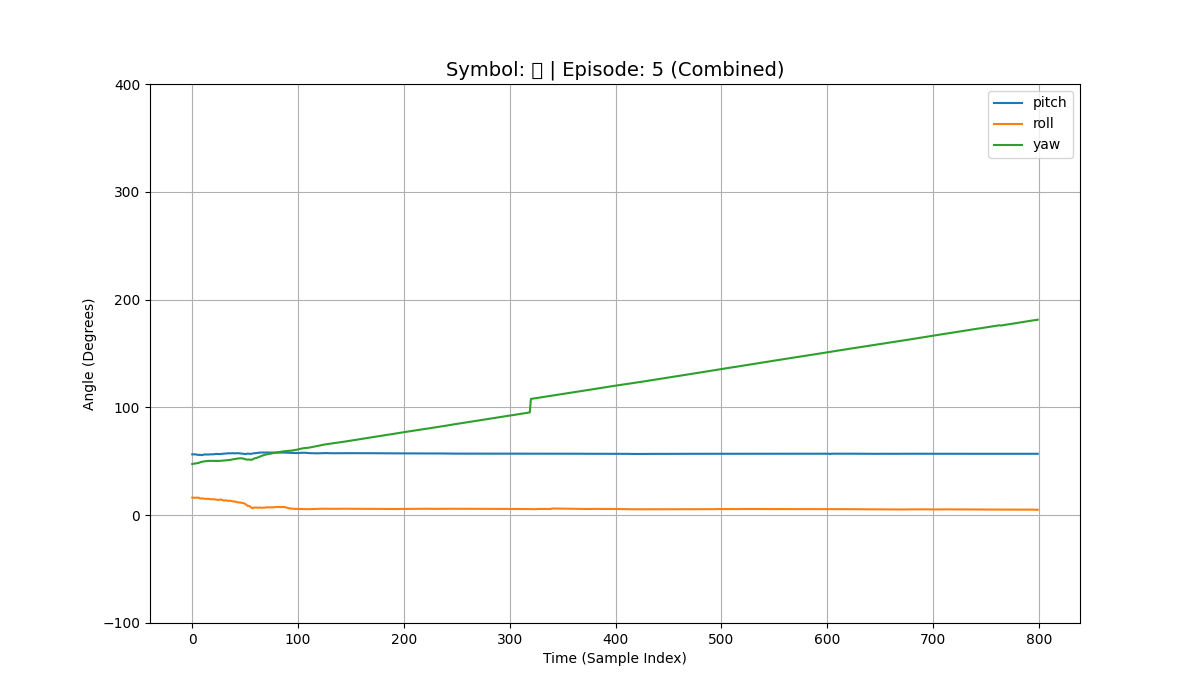 Symbol: | Episode: 5 (Combined)
400
300
200
100
0
−100
0 100 200 300 400 500 600 700 800
Angle (Degrees)
Time (Sample Index)
pitch
roll
yaw